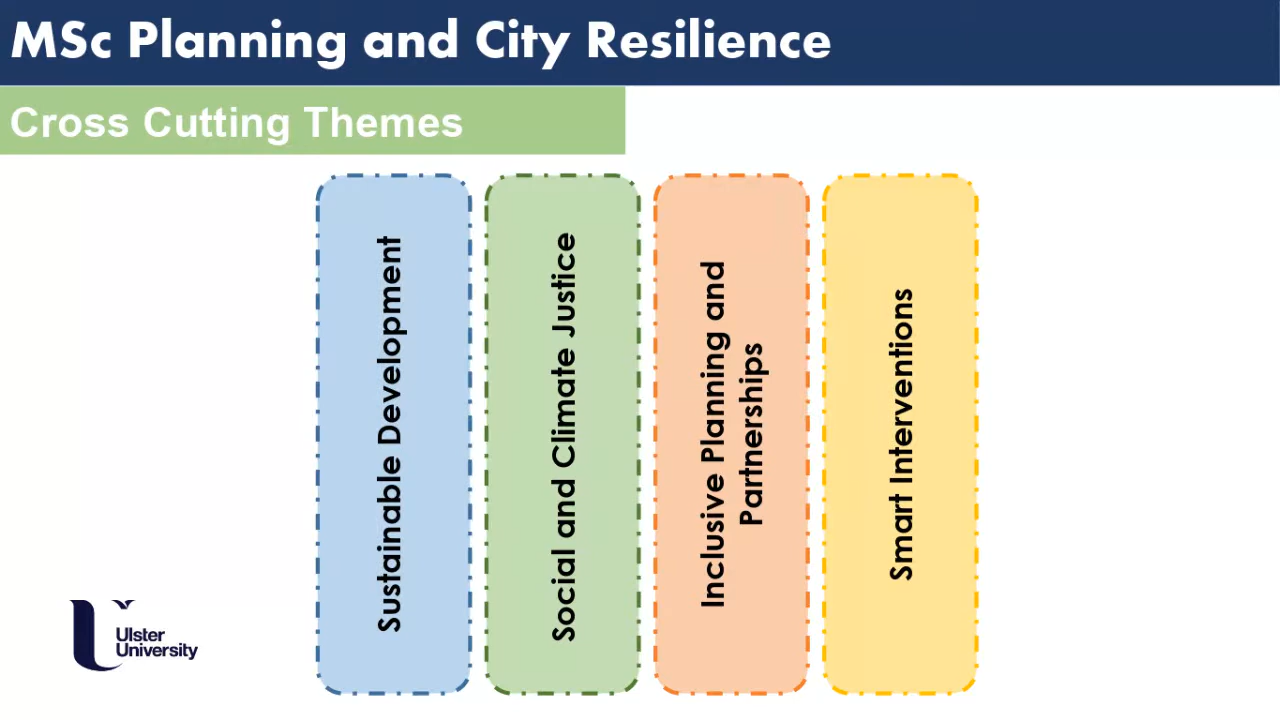 MSc Planning and City Resilience
Cross Cutting Themes
Sustainable Development
Social and Climate Justice
Inclusive Planning and
Partnerships
Smart Interventions
Ulster
University